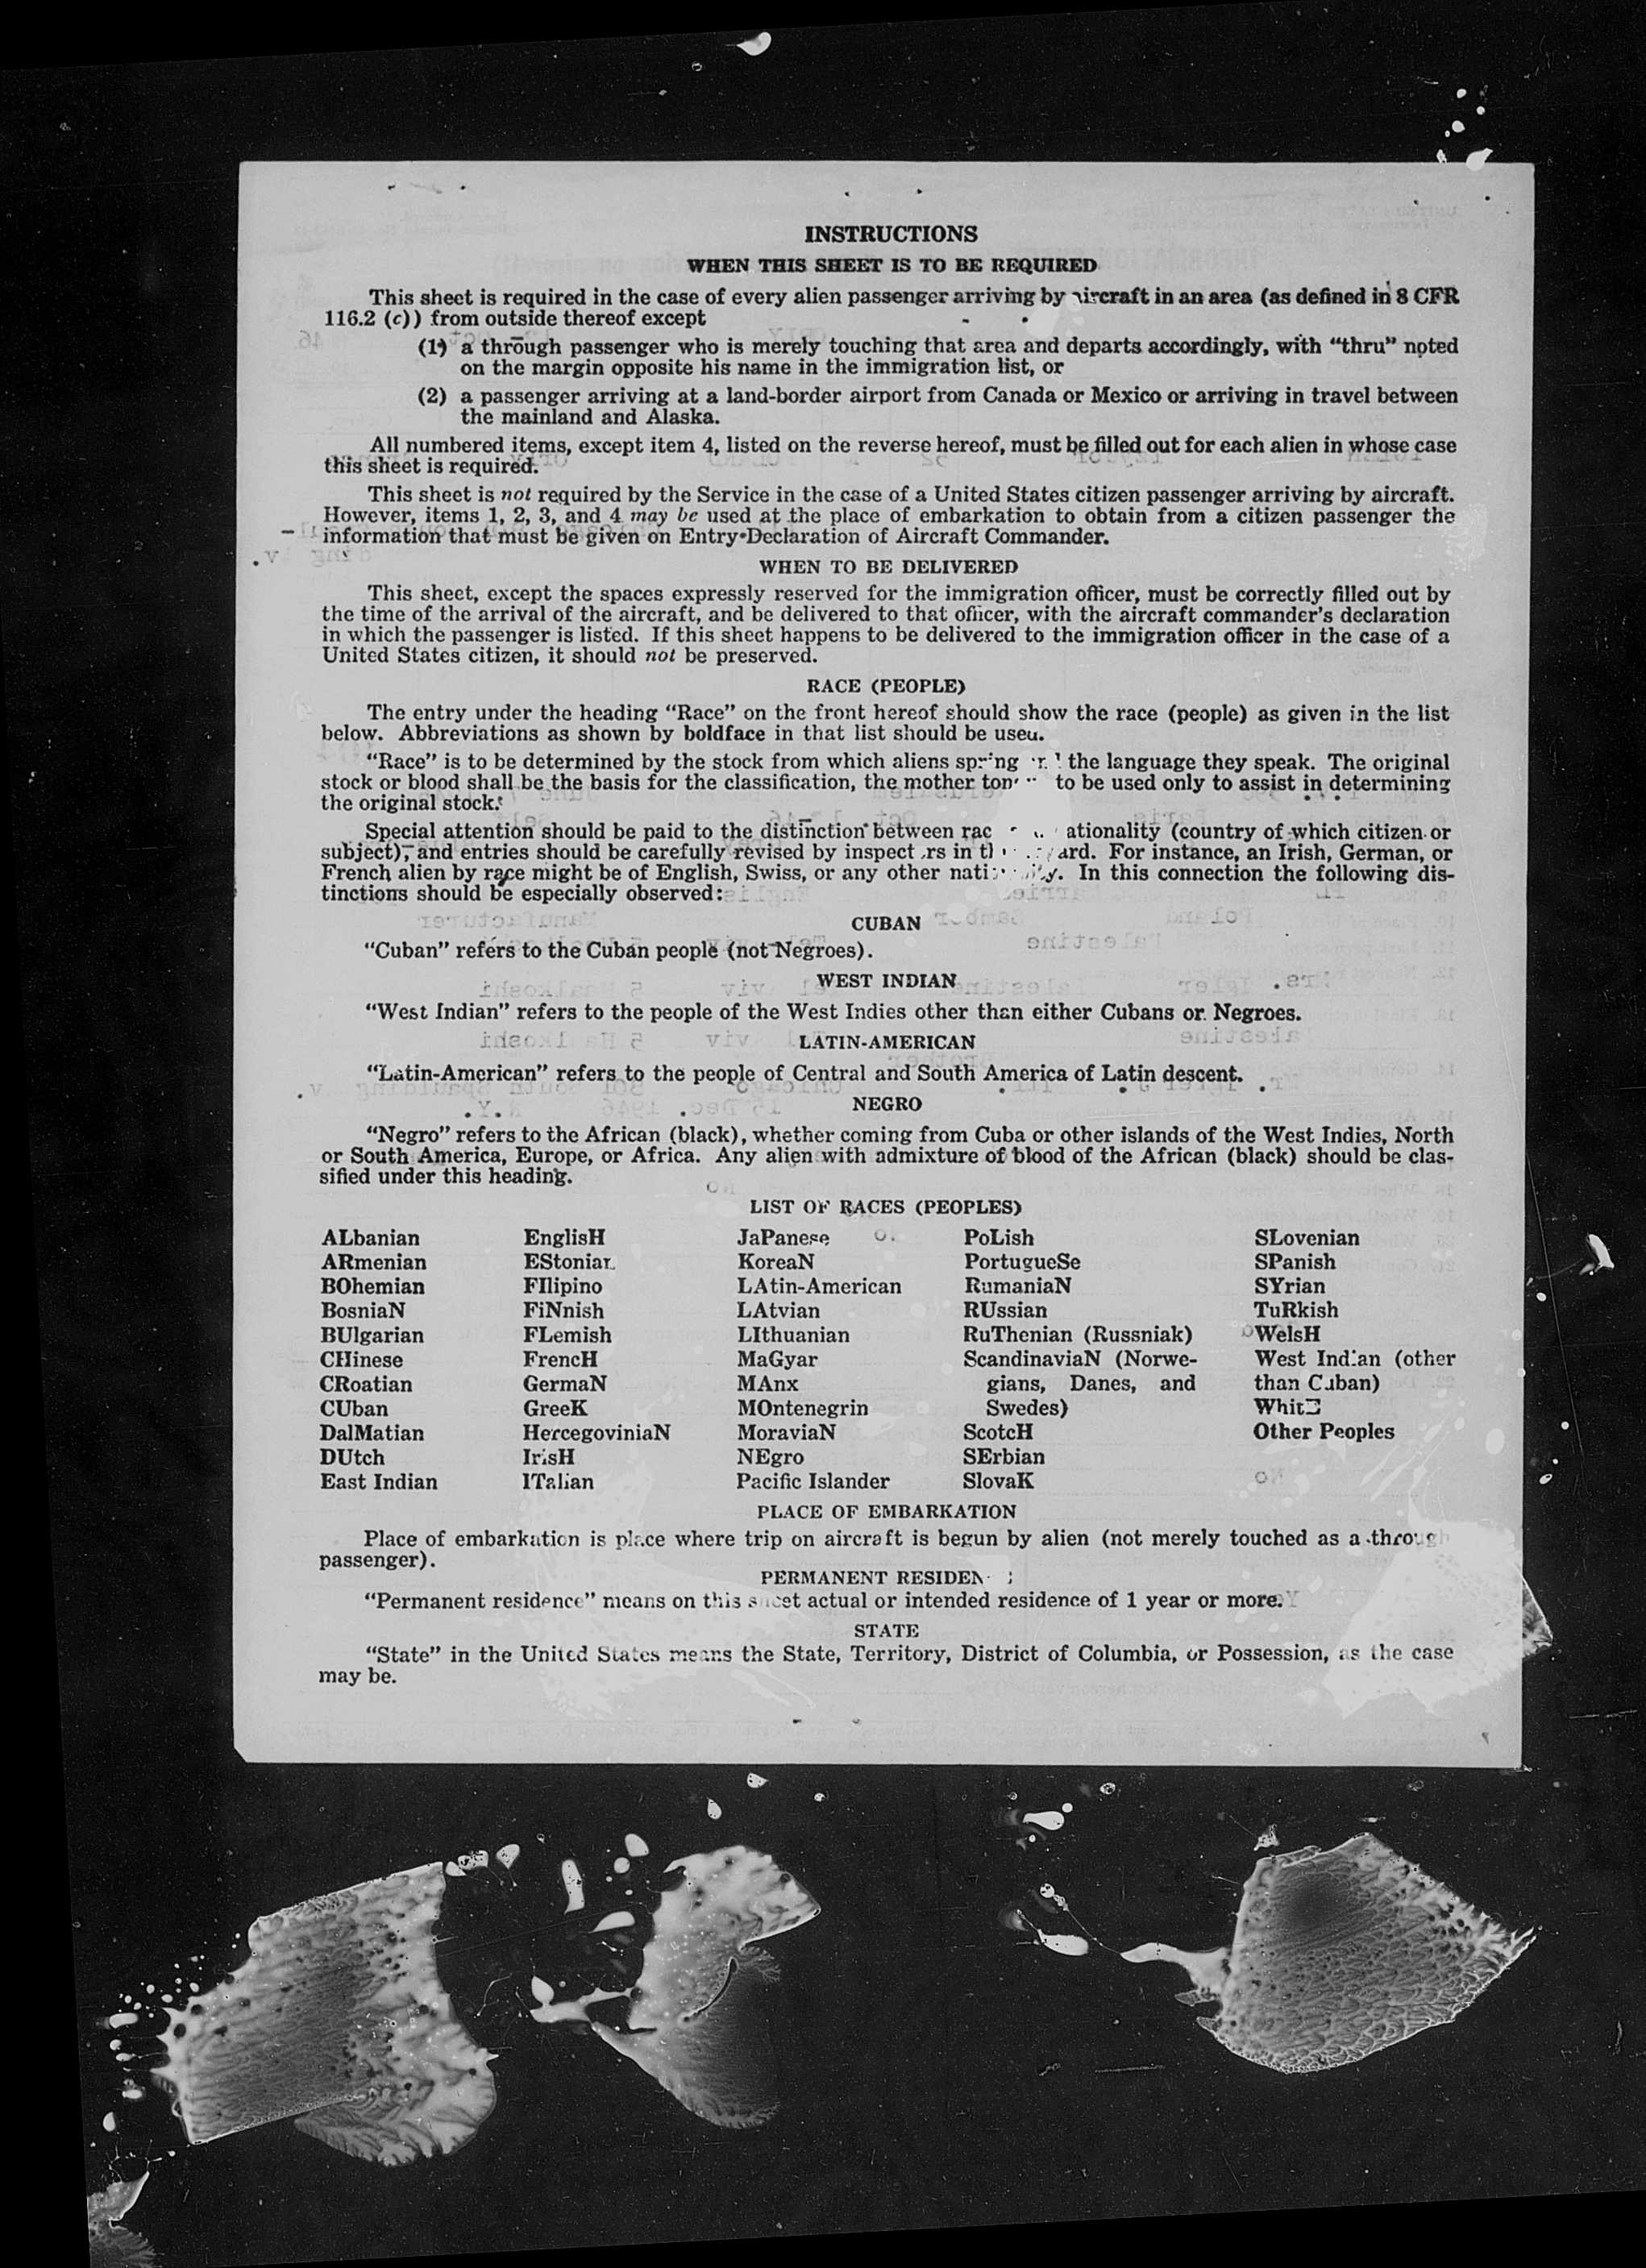 INSTRUCTIONS
WHEN THIS SHEET IS TO BE REQUIRED
This sheet is required in the case of every alien passenger arriving by aircraft in an area (as defined in 8 CFR
116.2 (c)) from outside thereof except
(1) a through passenger who is merely touching that area and departs accordingly, with “thru” noted
on the margin opposite his name in the immigration list, or
(2) a passenger arriving at a land-border airport from Canada or Mexico or arriving in travel between
the mainland and Alaska.
All numbered items, except item 4, listed on the reverse hereof, must be filled out for each alien in whose case
this sheet is required.
This sheet is not required by the Service in the case of a United States citizen passenger arriving by aircraft.
However, items 1, 2, 3, and 4 may be used at the place of embarkation to obtain from a citizen passenger the
information that must be given on Entry-Declaration of Aircraft Commander.
WHEN TO BE DELIVERED
This sheet, except the spaces expressly reserved for the immigration officer, must be correctly filled out by
the time of the arrival of the aircraft, and be delivered to that officer, with the aircraft commander’s declaration
in which the passenger is listed. If this sheet happens to be delivered to the immigration officer in the case of a
United States citizen, it should not be preserved.
RACE (PEOPLE)
The entry under the heading “Race” on the front hereof should show the race (people) as given in the list
below. Abbreviations as shown by boldface in that list should be used.
“Race” is to be determined by the stock from which aliens spring the language they speak. The original
stock or blood shall be the basis for the classification, the mother to be used only to assist in determining
the original stock.
Special attention should be paid to the distinction between ationality (country of which citizen or
subject), and entries should be carefully revised by inspectors in ard. For instance, an Irish, German, or
French alien by race might be of English, Swiss, or any other In this connection the following dis-
tinctions should be especially observed:
CUBAN
“Cuban” refers to the Cuban people (not Negroes).
WEST INDIAN
“West Indian” refers to the people of the West Indies other than either Cubans or Negroes.
LATIN-AMERICAN
“Latin-American” refers to the people of Central and South America of Latin descent.
NEGRO
“Negro” refers to the African (black), whether coming from Cuba or other islands of the West Indies, North
or South America, Europe, or Africa. Any alien with admixture of blood of the African (black) should be clas-
sified under this heading.
LIST OF RACES (PEOPLES)
ALbanian
ARmenian
BOhemian
BosniaN
BUlgarian
CHinese
CRoatian
CUban
DalMatian
DUtch
East Indian
EnglisH
EStonian
FIlipino
FiNnish
FLemish
FrencH
GermaN
GreeK
HercegoviniaN
IrisH
ITalian
JaPanese
KoreaN
LAtin-American
LAtvian
LIthuanian
MaGyar
MAnx
MOntenegrin
MoraviaN
NEgro
Pacific Islander
PoLish
PortugueSe
RumaniaN
RUssian
RuThenian (Russniak)
ScandinaviaN (Norwe-
gians, Danes, and
Swedes)
ScotcH
SErbian
SlovaK
SLovenian
SPanish
SYrian
TuRkish
WelsH
West Indian (other
than Cuban)
WhitE
Other Peoples
PLACE OF EMBARKATION
Place of embarkation is place where trip on aircraft is begun by alien (not merely touched as a through
passenger).
PERMANENT RESIDENCE
“Permanent residence” means on this sheet actual or intended residence of 1 year or more.
STATE
“State” in the United States means the State, Territory, District of Columbia, or Possession, as the case
may be.